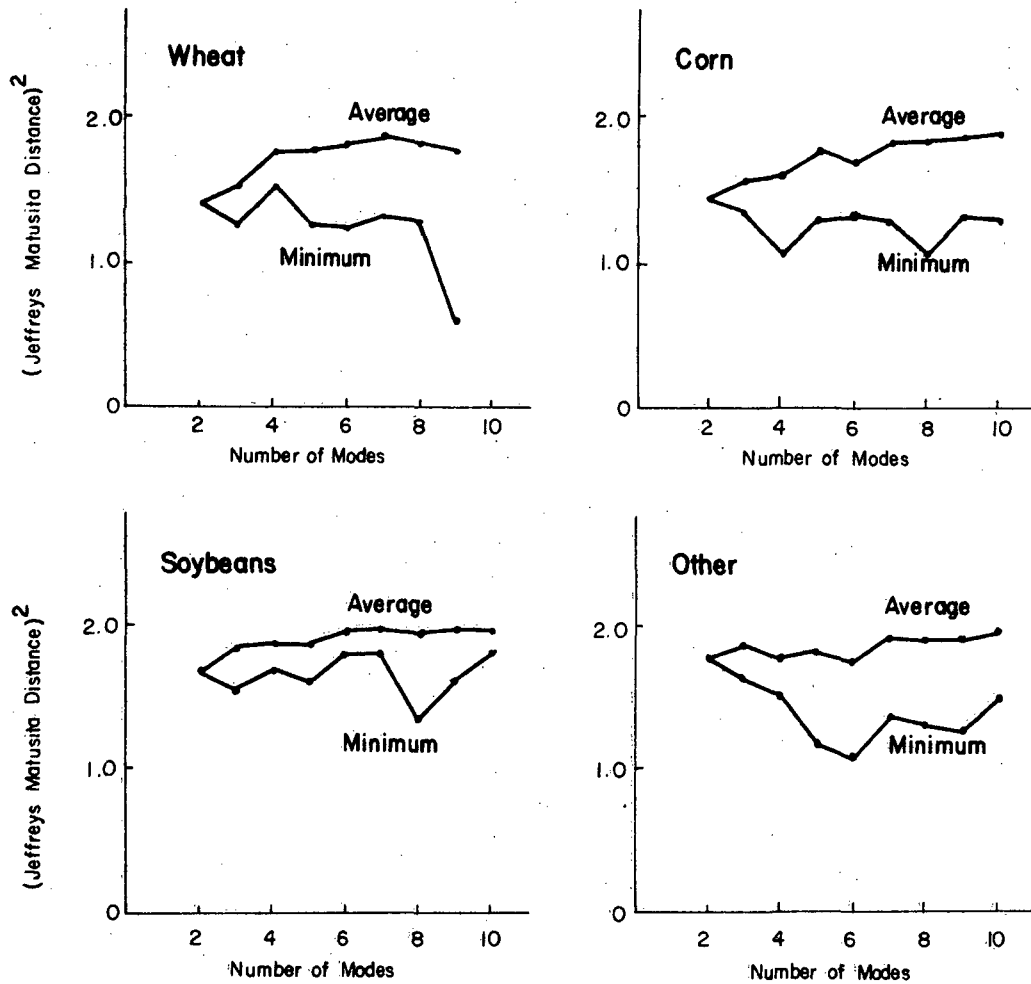 (Jeffreys Matusita Distance)2
Wheat
2.0
1.0
0
Average
Minimum
2 4 6 8 10
Number of Modes
Corn
2.0
1.0
0
Average
Minimum
2 4 6 8 10
Number of Modes
(Jeffreys Matusita Distance)2
Soybeans
2.0
1.0
0
Average
Minimum
2 4 6 8 10
Number of Modes
Other
2.0
1.0
0
Average
Minimum
2 4 6 8 10
Number of Modes